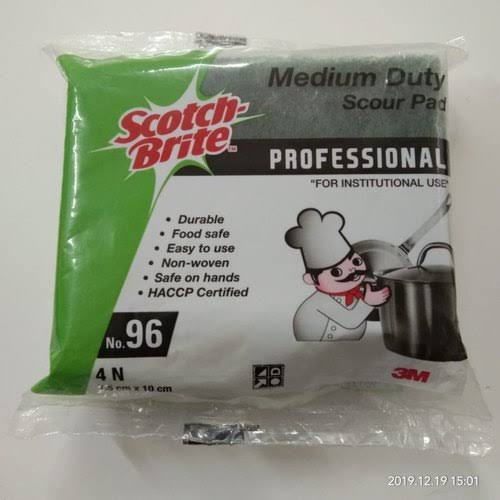 Medium Duty
Scour Pad
Scotch-
Brite™
PROFESSIONAL
"FOR INSTITUTIONAL USE"
• Durable
• Food safe
• Easy to use
• Non-woven
• Safe on hands
• HACCP Certified
No. 96
4 N
cm x 10 cm
3M
2019.12.19 15:01